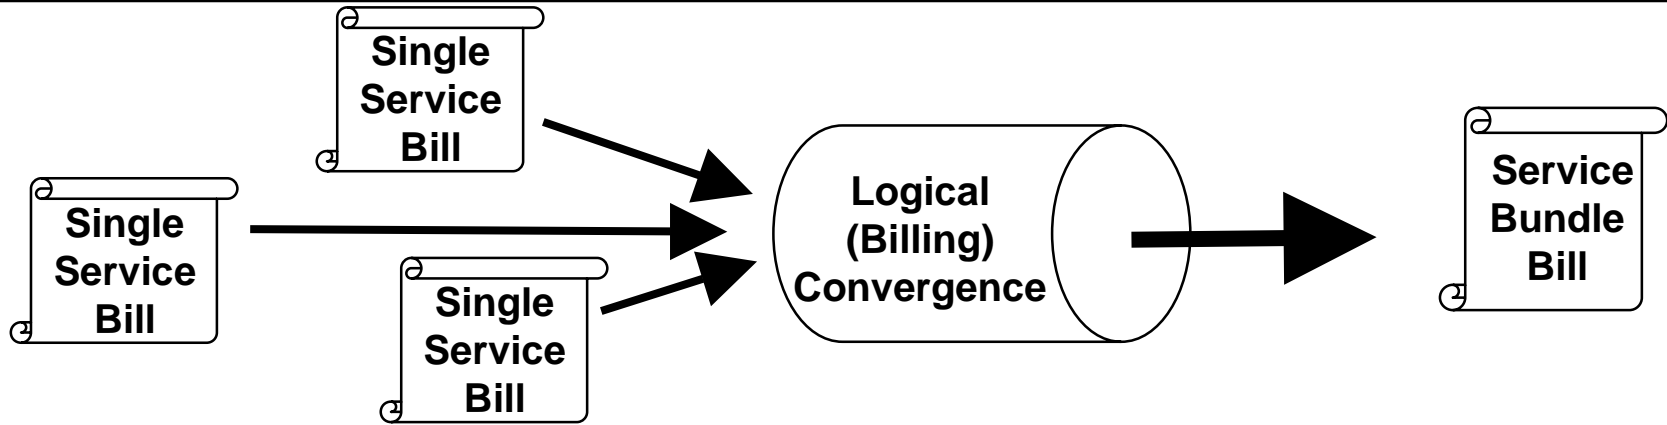 Single
Service
Bill
Single
Service
Bill
Single
Service
Bill
Logical
(Billing)
Convergence
Service
Bundle
Bill